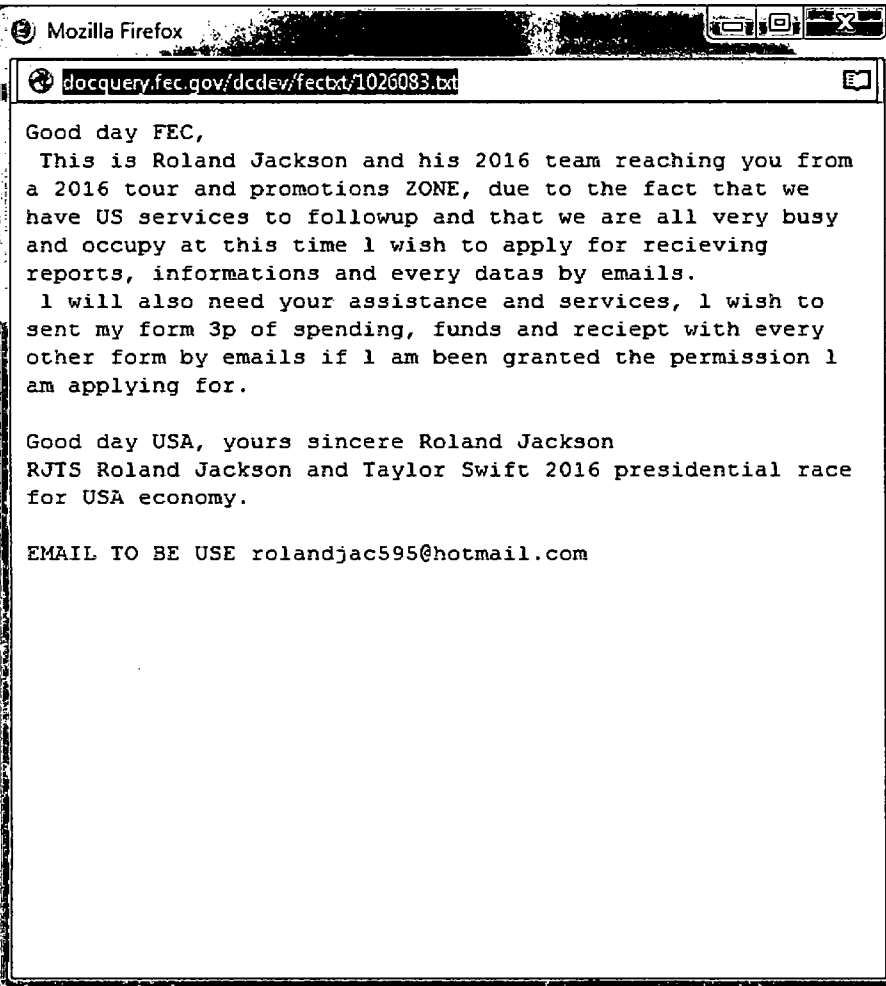 Mozilla Firefox
docquery.fec.gov/dcdev/fectxt/1026083.txt
Good day FEC,
This is Roland Jackson and his 2016 team reaching you from
a 2016 tour and promotions ZONE, due to the fact that we
have US services to followup and that we are all very busy
and occupy at this time l wish to apply for recieving
reports, informations and every datas by emails.
l will also need your assistance and services, l wish to
sent my form 3p of spending, funds and reciept with every
other form by emails if l am been granted the permission l
am applying for.
Good day USA, yours sincere Roland Jackson
RJTS Roland Jackson and Taylor Swift 2016 presidential race
for USA economy.
EMAIL TO BE USE rolandjac595@hotmail.com